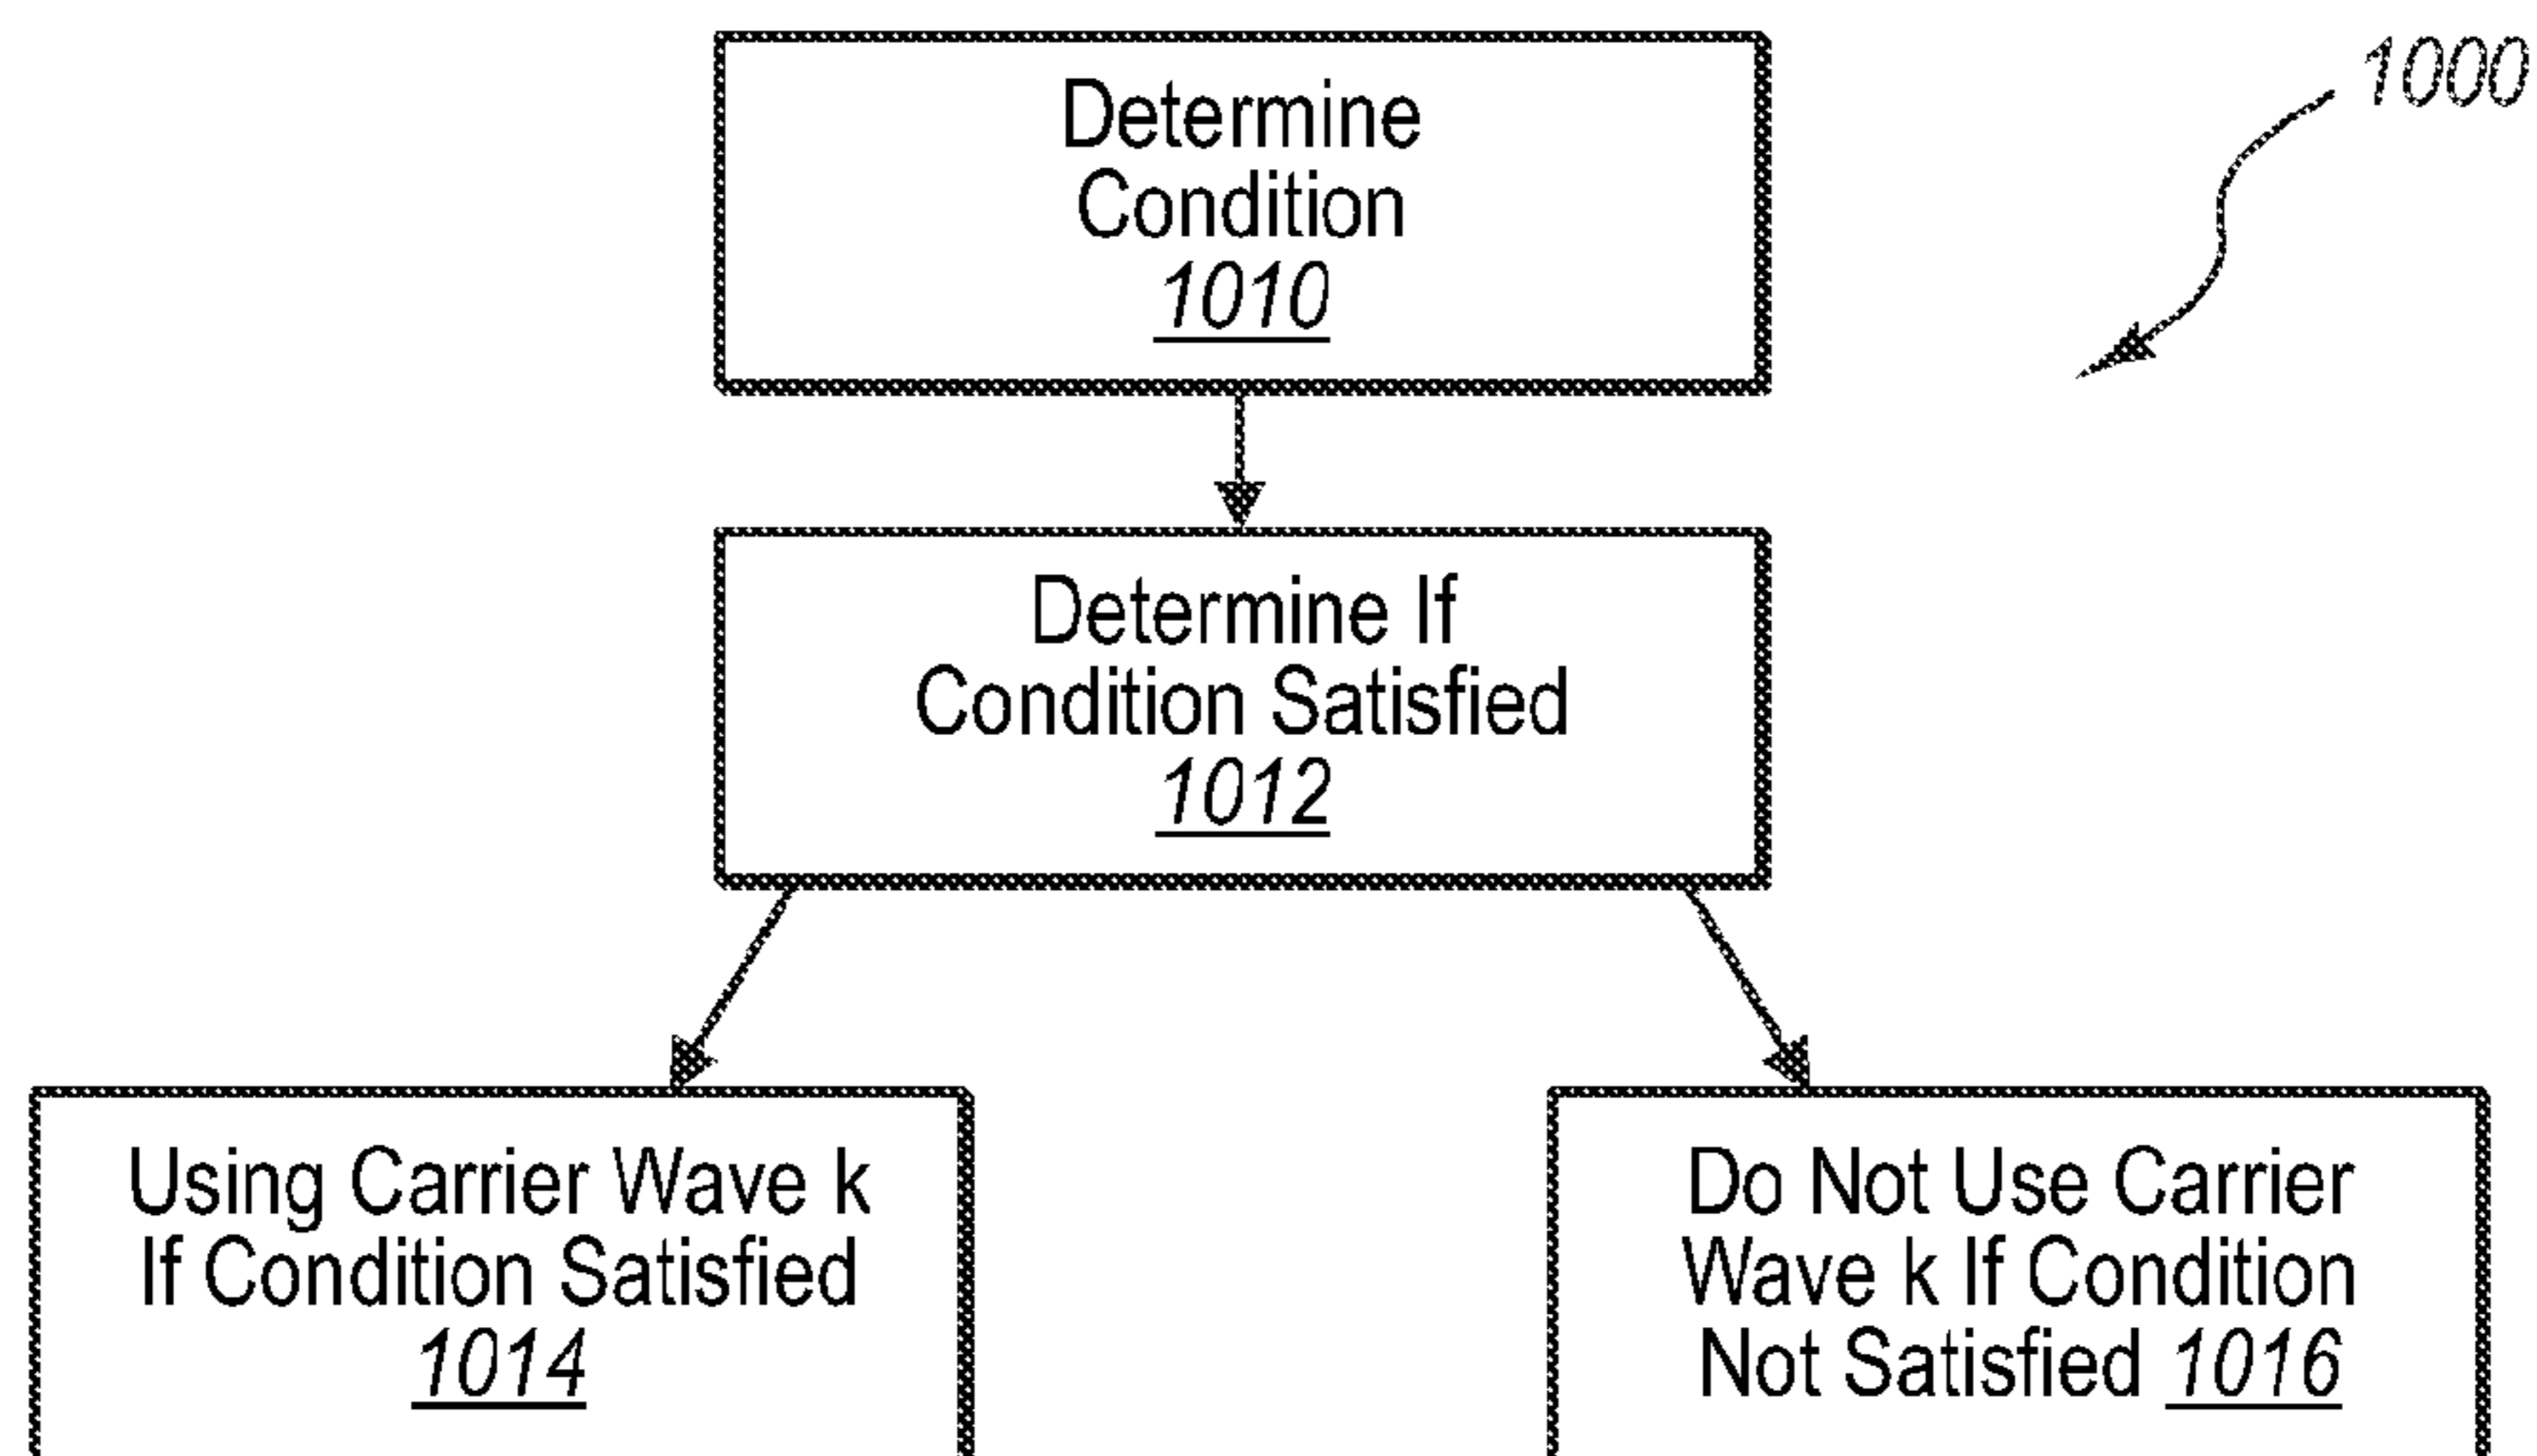 1000
Determine
Condition
1010
Determine If
Condition Satisfied
1012
Using Carrier Wave k
If Condition Satisfied
1014
Do Not Use Carrier
Wave k If Condition
Not Satisfied 1016